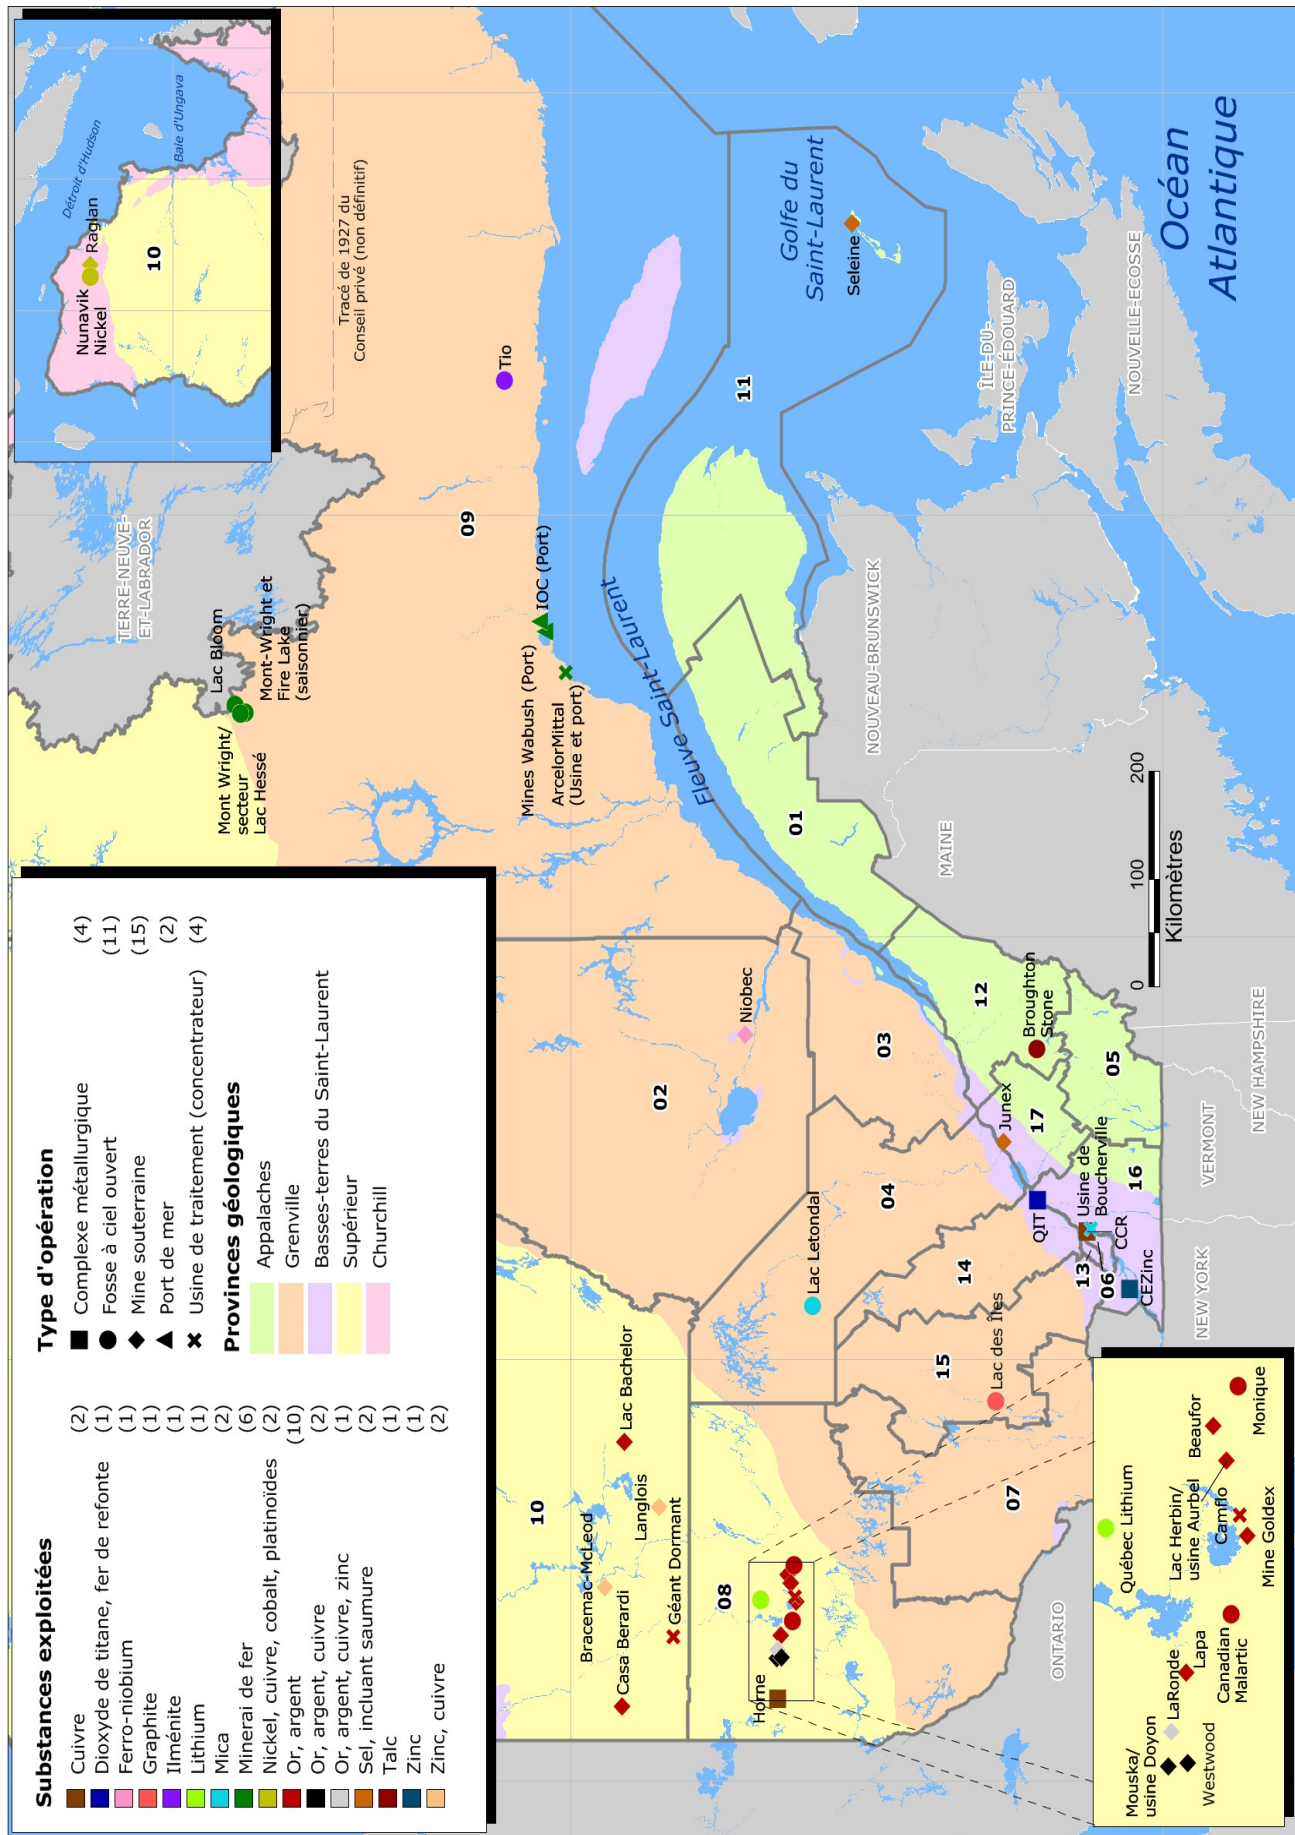 Substances exploitées
Cuivre (2)
Dioxyde de titane, fer de refonte (1)
Ferro-niobium (1)
Graphite (1)
Ilménite (1)
Lithium (1)
Mica (2)
Minerai de fer (6)
Nickel, cuivre, cobalt, platinoïdes (2)
Or, argent (10)
Or, argent, cuivre (2)
Or, argent, cuivre, zinc (1)
Sel, incluant saumure (2)
Talc (1)
Zinc (1)
Zinc, cuivre (2)
Type d'opération
Complexe métallurgique (4)
Fosse à ciel ouvert (11)
Mine souterraine (15)
Port de mer (2)
Usine de traitement (concentrateur) (4)
Provinces géologiques
Appalaches
Grenville
Basses-terres du Saint-Laurent
Supérieur
Churchill
Détroit d'Hudson
Baie d'Ungava
Nunavik
Nickel
Raglan
10
TERRE-NEUVE-
ET-LABRADOR
Lac Bloom
Mont-Wright et
Fire Lake
(saisonnier)
Mont Wright/
secteur
Lac Hessé
Tracé de 1927 du
Conseil privé (non définitif)
09
Tio
IOC (Port)
Mines Wabush (Port)
ArcelorMittal
(Usine et port)
Fleuve Saint-Laurent
Golfe du
Saint-Laurent
Seleine
11
01
Océan
Atlantique
ÎLE-DU-
PRINCE-ÉDOUARD
NOUVELLE-ECOSSE
NOUVEAU-BRUNSWICK
MAINE
0 100 200
Kilomètres
NEW HAMPSHIRE
VERMONT
NEW YORK
ONTARIO
10
Bracemac-McLeod
Lac Bachelor
Langlois
Casa Berardi
Géant Dormant
08
Horne
02
Niobec
03
04
Lac Letondal
14
15
Lac des Îles
07
Junex
12
Broughton
Stone
17
05
16
QIT
Usine de
Boucherville
13
06
CCR
CEZinc
Québec Lithium
Mouska/
usine Doyon
LaRonde
Westwood
Lapa
Canadian
Malartic
Lac Herbin/
usine Aurbel
Camflo
Mine Goldex
Beaufor
Monique